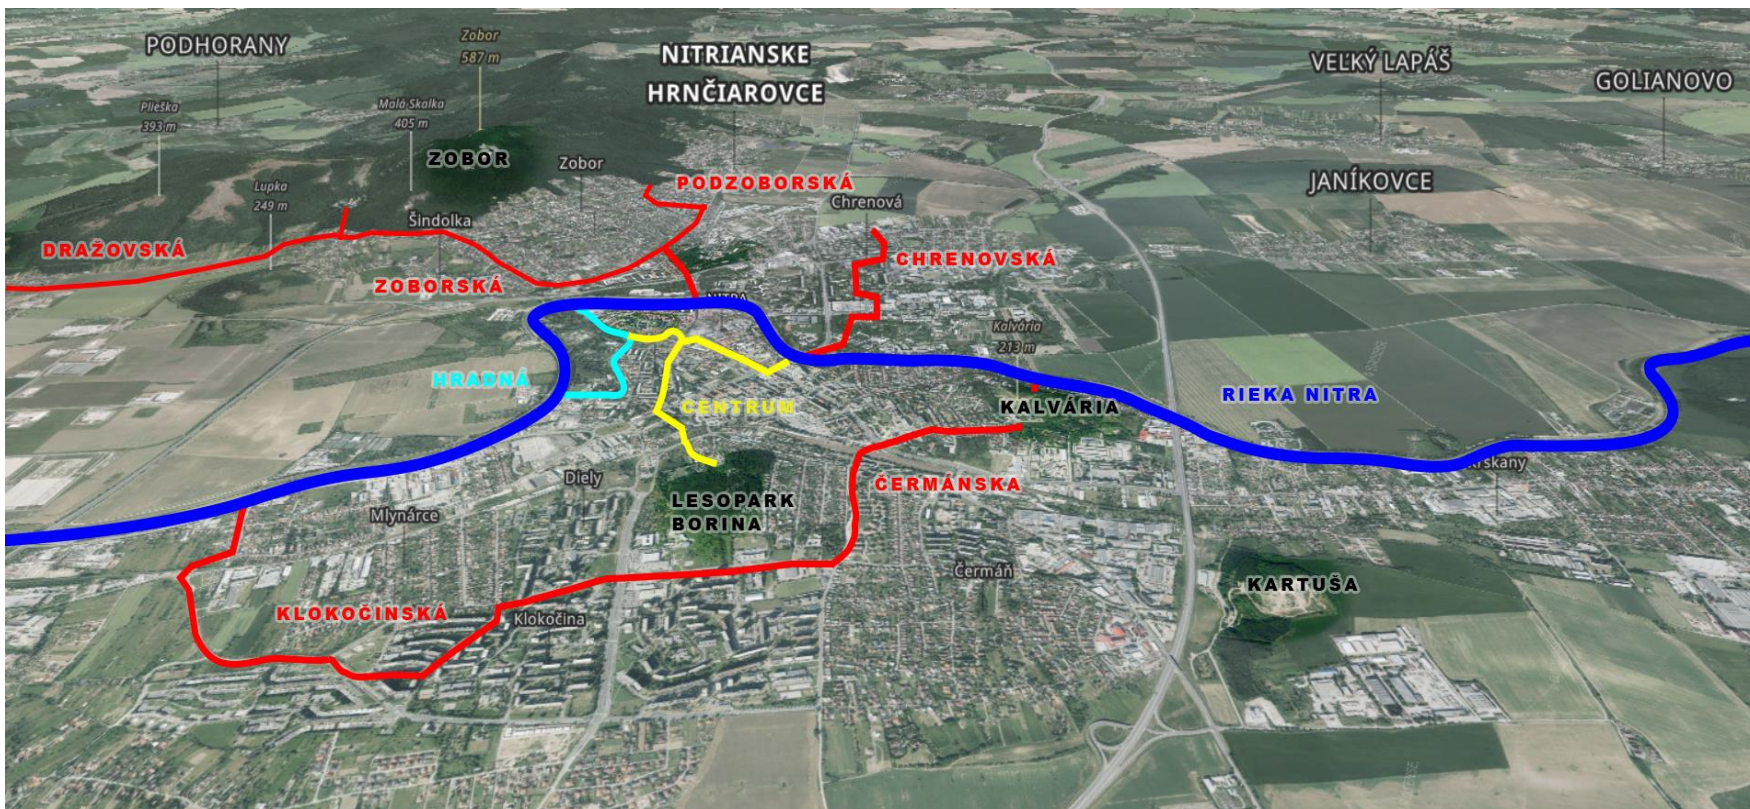 PODHORANY
Zobor
587 m
NITRIANSKE
HRNČIAROVCE
VEĽKÝ LAPÁŠ
GOLIANOVO
Plieška
393 m
Malá Skalka
405 m
ZOBOR
Zobor
PODZOBORSKÁ
JANÍKOVCE
Lupka
249 m
Šindolka
Chrenová
DRAŽOVSKÁ
CHRENOVSKÁ
ZOBORSKÁ
NITRA
Kalvária
213 m
HRADNÁ
CENTRUM
KALVÁRIA
RIEKA NITRA
Diely
ČERMÁNSKA
Krškany
LESOPARK
BORINA
Mlynárce
Čermáň
KARTUŠA
KLOKOČINSKÁ
Klokočina